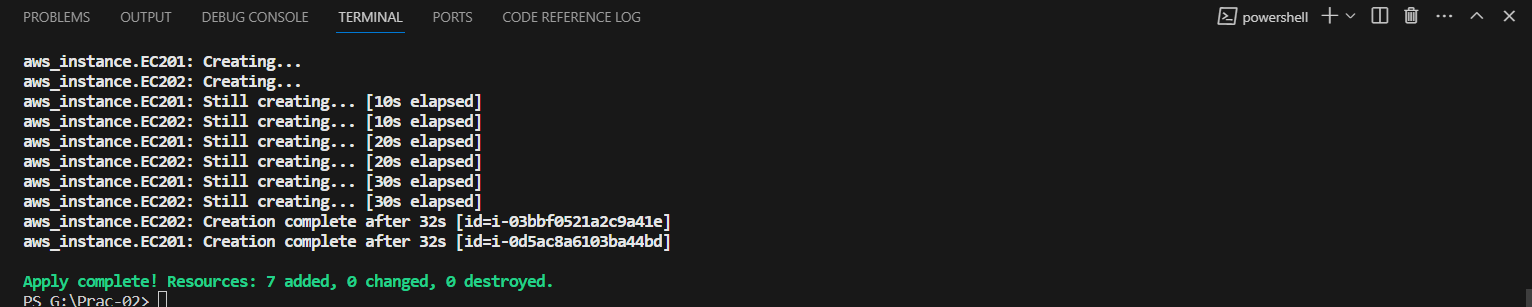 PROBLEMS OUTPUT DEBUG CONSOLE TERMINAL PORTS CODE REFERENCE LOG powershell
aws_instance.EC201: Creating...
aws_instance.EC202: Creating...
aws_instance.EC201: Still creating... [10s elapsed]
aws_instance.EC202: Still creating... [10s elapsed]
aws_instance.EC201: Still creating... [20s elapsed]
aws_instance.EC202: Still creating... [20s elapsed]
aws_instance.EC201: Still creating... [30s elapsed]
aws_instance.EC202: Still creating... [30s elapsed]
aws_instance.EC202: Creation complete after 32s [id=i-03bbf0521a2c9a41e]
aws_instance.EC201: Creation complete after 32s [id=i-0d5ac8a6103ba44bd]
Apply complete! Resources: 7 added, 0 changed, 0 destroyed.
PS G:\Prac-02>